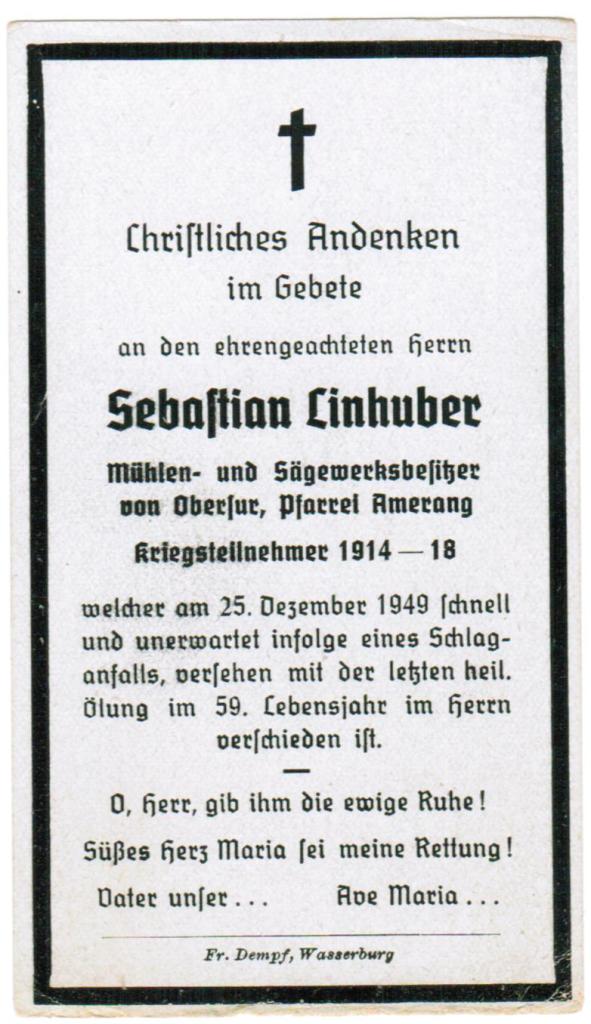 Christliches Andenken
im Gebete
an den ehrengeachteten Herrn
Sebastian Linhuber
Mühlen- und Sägewerksbesitzer
von Obersur, Pfarrei Amerang
Kriegsteilnehmer 1914 — 18
welcher am 25. Dezember 1949 schnell
und unerwartet infolge eines Schlag-
anfalls, versehen mit der letzten heil.
Ölung im 59. Lebensjahr im Herrn
verschieden ist.
O, Herr, gib ihm die ewige Ruhe!
Süßes Herz Maria sei meine Rettung!
Vater unser ... Ave Maria ...
Fr. Dempf, Wasserburg